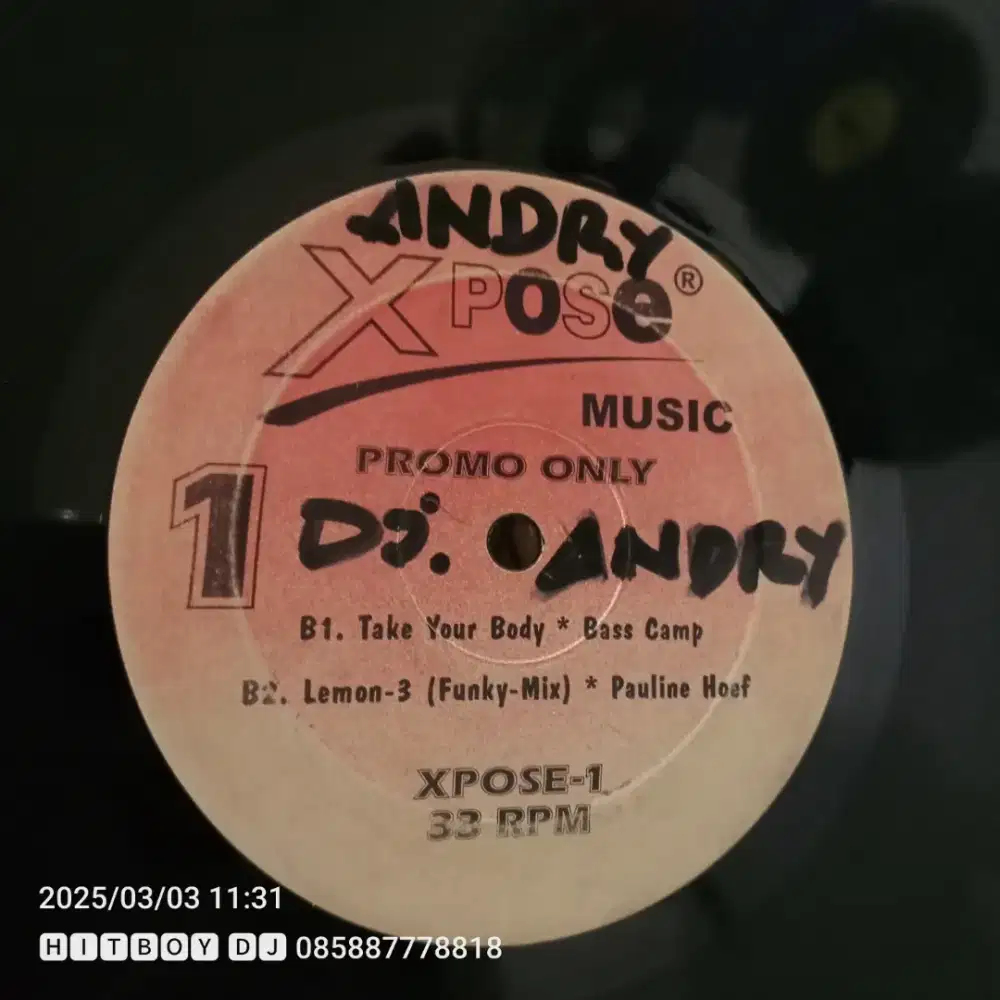 ANDRY
XPOSe®
MUSIC
PROMO ONLY
1 DJ. ANDRY
B1. Take Your Body * Bass Camp
B2. Lemon-3 (Funky-Mix) * Pauline Hoef
XPOSE-1
33 RPM
2025/03/03 11:31
HITBOY DJ 085887778818